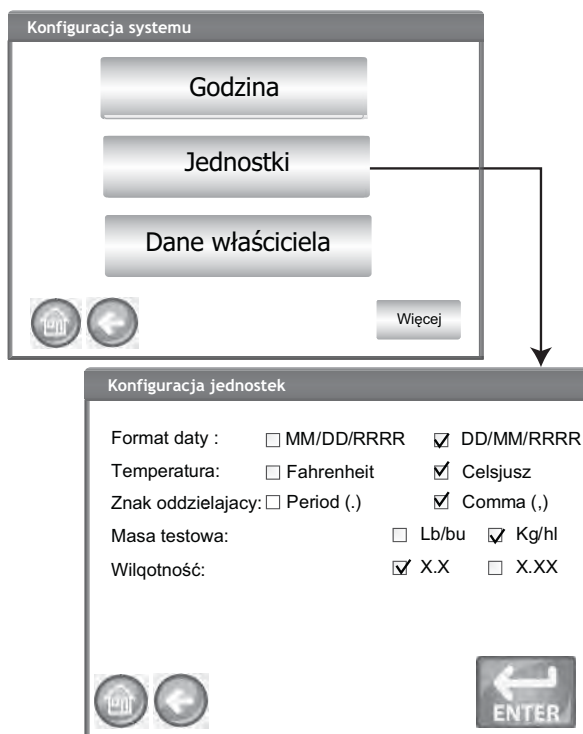 Konfiguracja systemu
Godzina
Jednostki
Dane właściciela
Więcej
Konfiguracja jednostek
Format daty : MM/DD/RRRR DD/MM/RRRR
Temperatura: Fahrenheit Celsjusz
Znak oddzielajacy: Period (.) Comma (,)
Masa testowa: Lb/bu Kg/hl
Wilqotność: X.X X.XX
ENTER